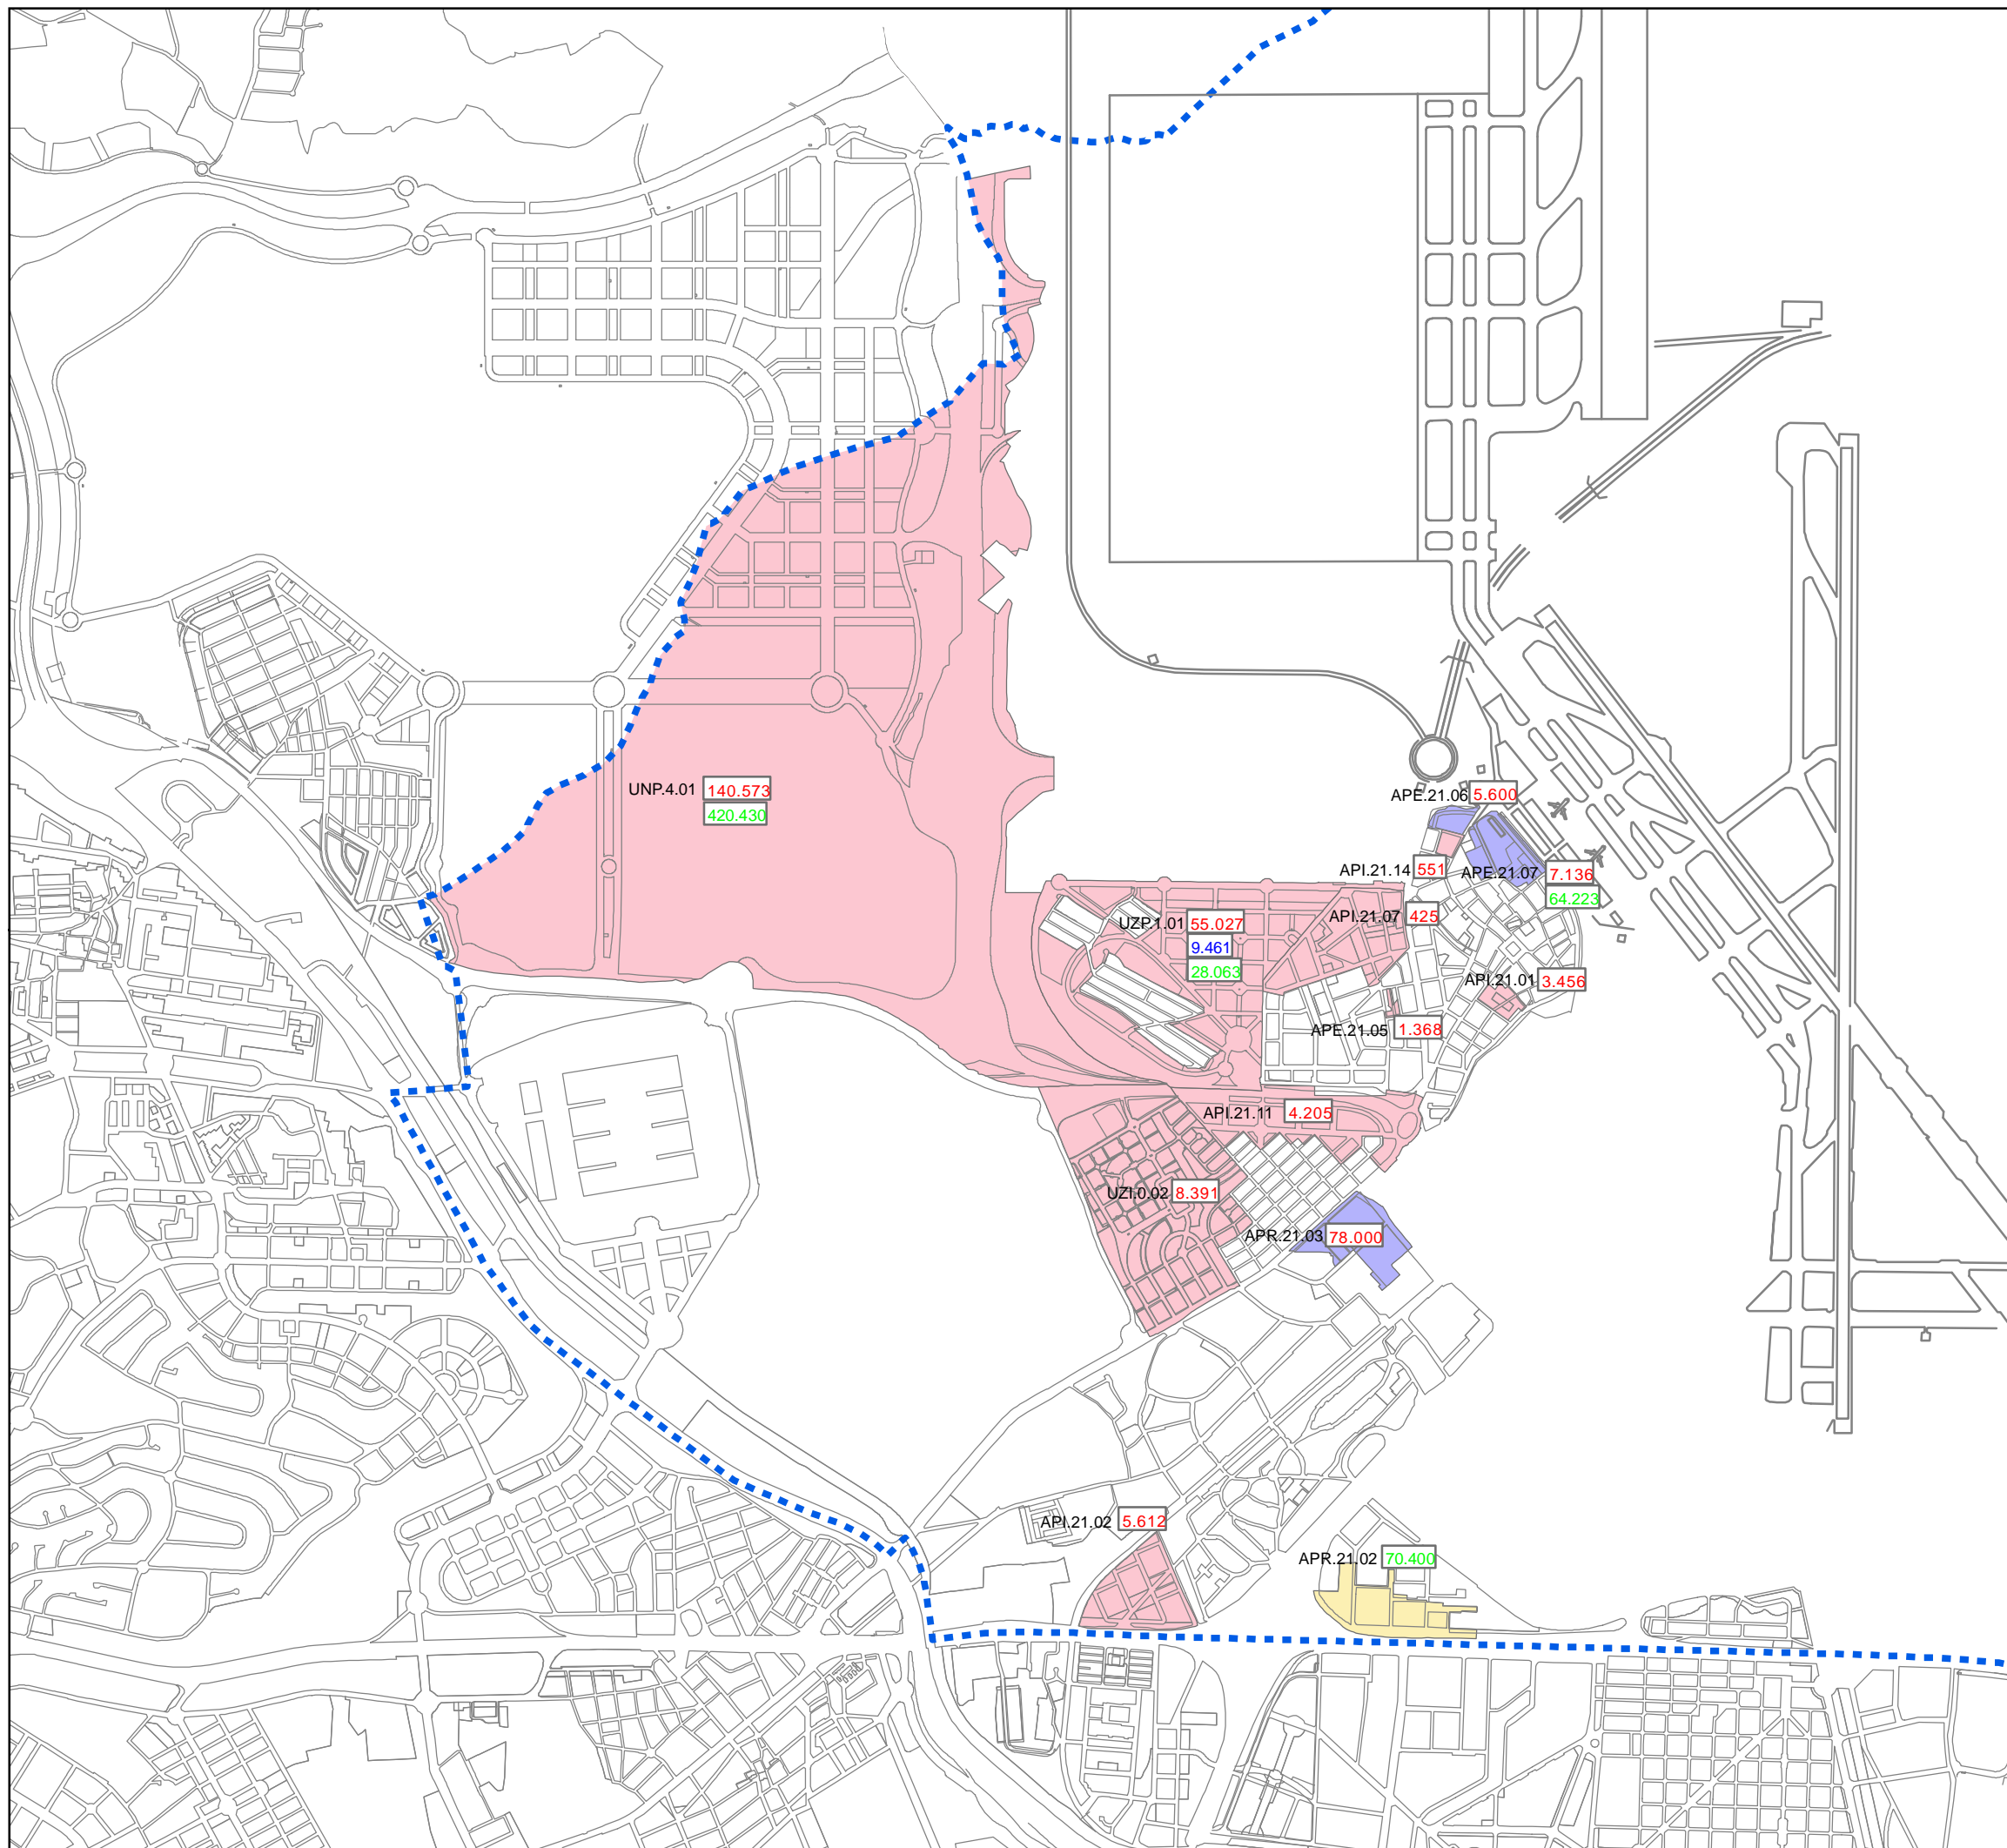 UNP.4.01 140.573
420.430
APE.21.06 5.600
API.21.14 551
APE.21.07 7.136
64.223
UZP.1.01 55.027
9.461
28.063
API.21.07 425
API.21.01 3.456
APE.21.05 1.368
API.21.11 4.205
UZI.0.02 8.391
APR.21.03 78.000
API.21.02 5.612
APR.21.02 70.400